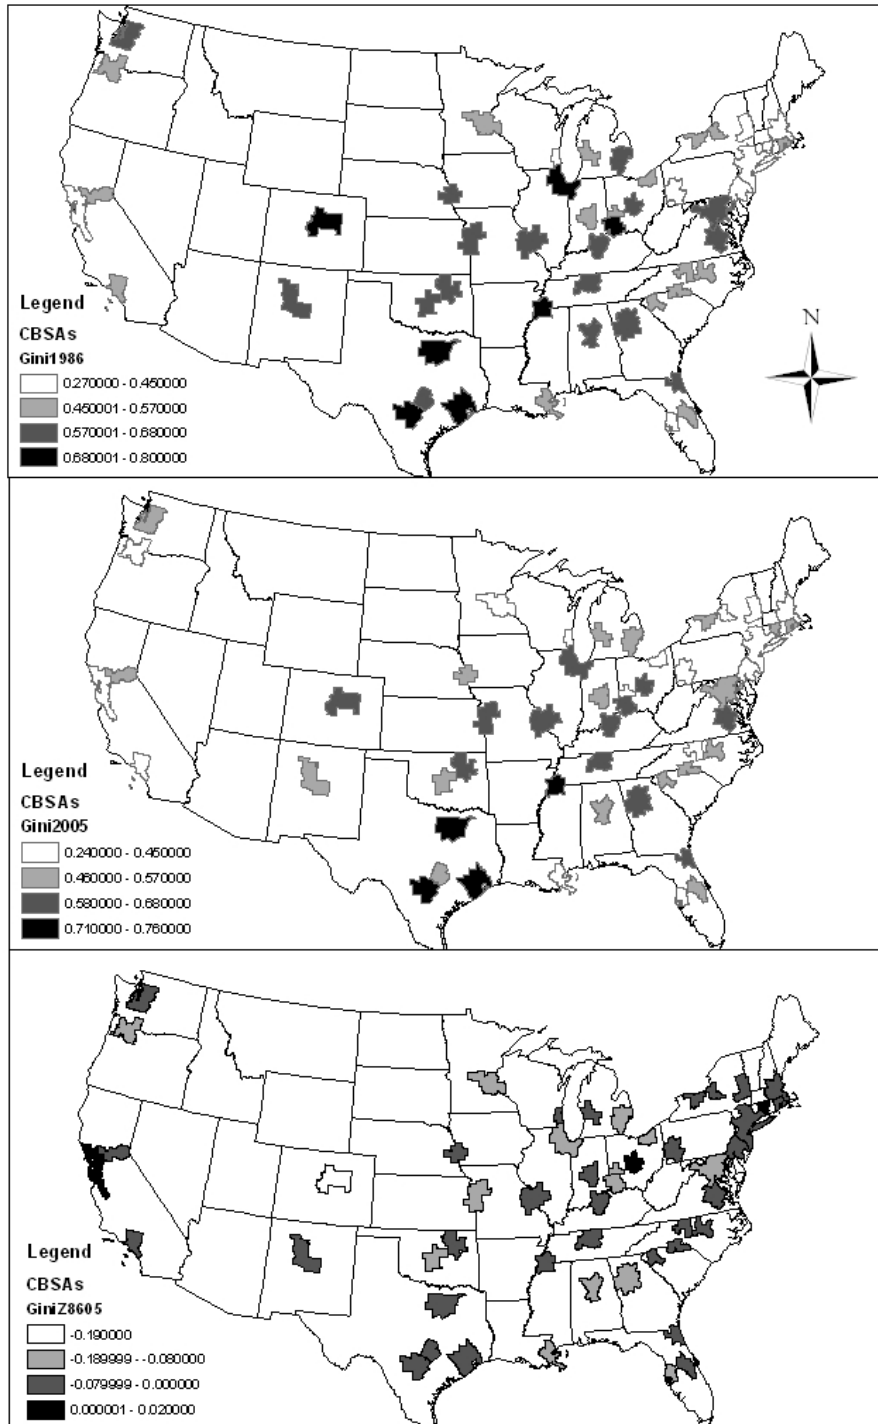 N
Legend
CBSAs
Gini1986
0.270000 - 0.450000
0.450001 - 0.570000
0.570001 - 0.680000
0.680001 - 0.800000
Legend
CBSAs
Gini2005
0.240000 - 0.450000
0.460000 - 0.570000
0.580000 - 0.680000
0.710000 - 0.760000
Legend
CBSAs
GiniZ8605
-0.190000
-0.189999 - -0.080000
-0.079999 - 0.000000
0.000001 - 0.020000